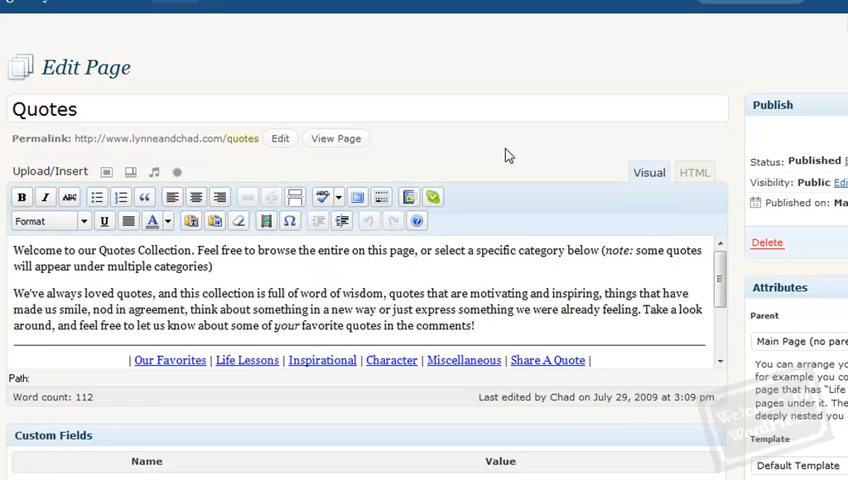 Edit Page
Quotes
Permalink: http://www.lynneandchad.com/quotes Edit View Page
Upload/Insert
Visual HTML
B I ABC
Format U A
Welcome to our Quotes Collection. Feel free to browse the entire on this page, or select a specific category below (note: some quotes
will appear under multiple categories)
We've always loved quotes, and this collection is full of word of wisdom, quotes that are motivating and inspiring, things that have
made us smile, nod in agreement, think about something in a new way or just express something we were already feeling. Take a look
around, and feel free to let us know about some of your favorite quotes in the comments!
| Our Favorites | Life Lessons | Inspirational | Character | Miscellaneous | Share A Quote |
Path:
Word count: 112 Last edited by Chad on July 29, 2009 at 3:09 pm
Custom Fields
Name Value
Publish
Status: Published
Visibility: Public
Published on:
Delete
Attributes
Parent
Main Page (no pare
You can arrange yo
for example you co
page that has "Life
pages under it. The
deeply nested you
Template
Default Template